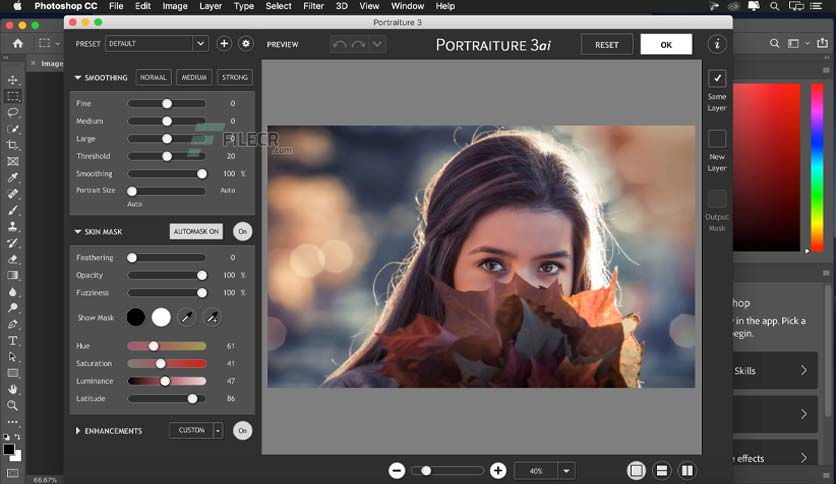 Photoshop CC File Edit Image Layer Type Select Filter 3D View Window Help
Portraiture 3
PRESET DEFAULT
PREVIEW
PORTRAITURE 3ai
RESET
OK
i
Image
SMOOTHING NORMAL MEDIUM STRONG
Fine 0
Medium 0
Large 0
Threshold 20
Smoothing 100 %
Portrait Size Auto
Auto
FILECR
.com
SKIN MASK AUTOMASK ON On
Feathering 0
Opacity 100 %
Fuzziness 100 %
Show Mask
Hue 61
Saturation 41
Luminance 47
Latitude 86
ENHANCEMENTS CUSTOM On
Same
Layer
New
Layer
Output
Mask
shop
y in the app. Pick a
begin.
Skills
e effects
40%
66.67%